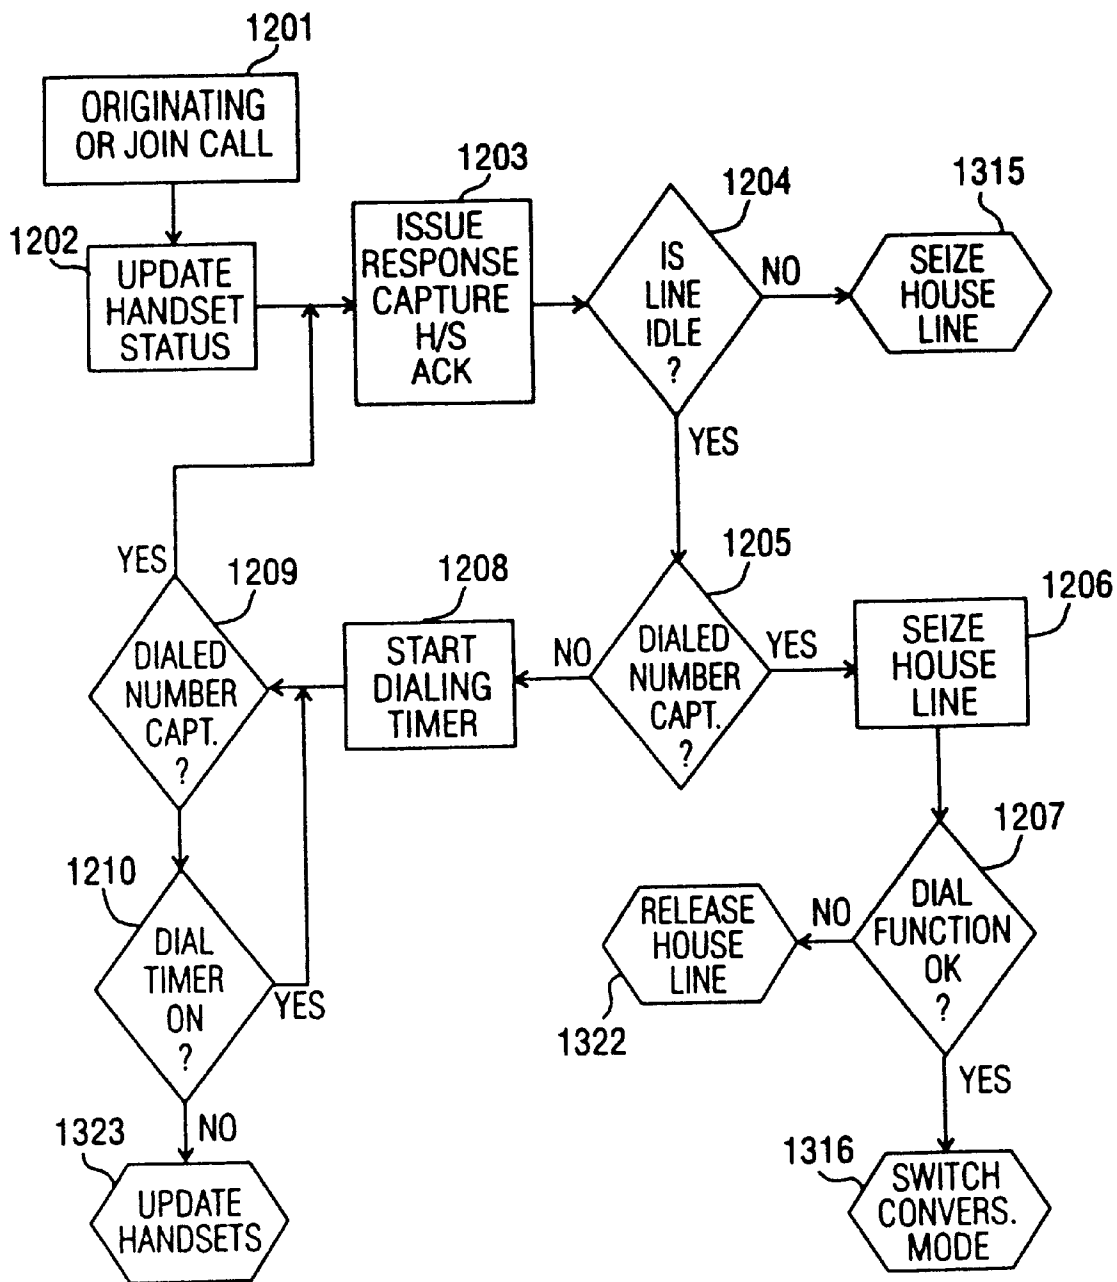 1201
ORIGINATING
OR JOIN CALL
1202
UPDATE
HANDSET
STATUS
1203
ISSUE
RESPONSE
CAPTURE
H/S
ACK
1204
IS
LINE
IDLE
?
NO
1315
SEIZE
HOUSE
LINE
YES
1205
DIALED
NUMBER
CAPT.
?
YES
1206
SEIZE
HOUSE
LINE
NO
1208
START
DIALING
TIMER
YES
1209
DIALED
NUMBER
CAPT.
?
1210
DIAL
TIMER
ON
?
YES
NO
1323
UPDATE
HANDSETS
1207
DIAL
FUNCTION
OK
?
NO
RELEASE
HOUSE
LINE
1322
YES
1316
SWITCH
CONVERS.
MODE